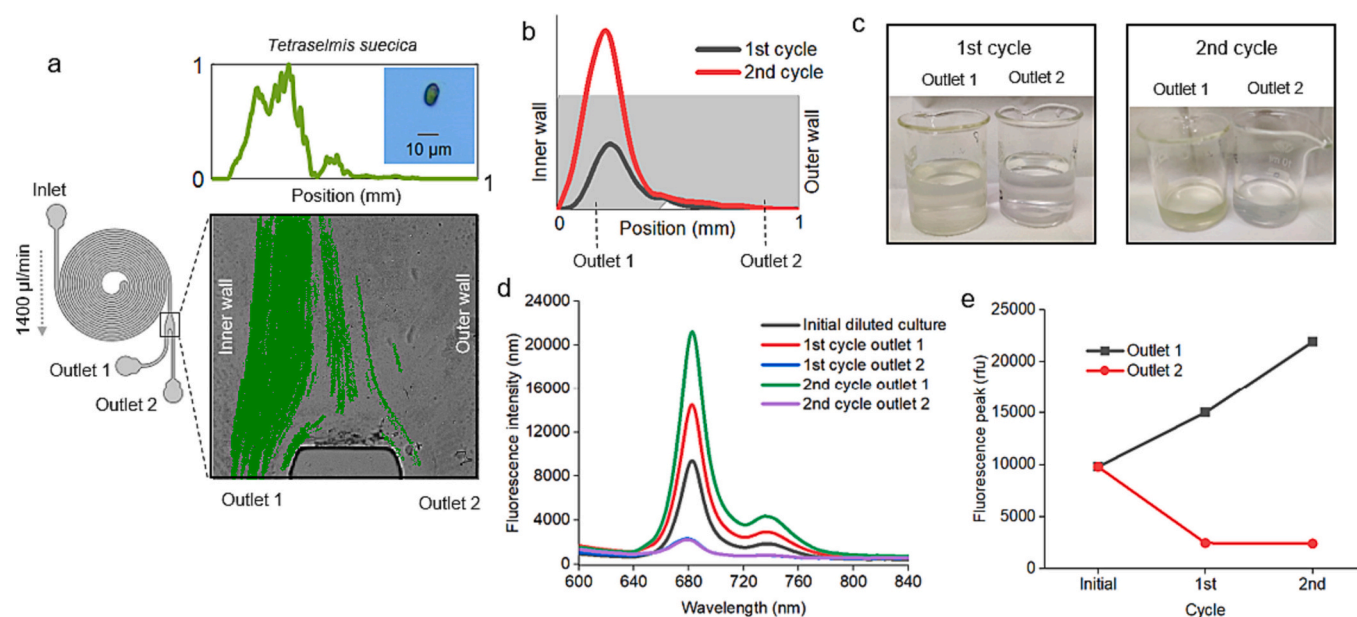 a
Tetraselmis suecica
1
0
1
Position (mm)
10 μm
Inlet
1400 μl/min
Outlet 1
Outlet 2
Inner wall
Outer wall
Outlet 1
Outlet 2
b
1st cycle
2nd cycle
Inner wall
Outer wall
0
Position (mm)
1
Outlet 1
Outlet 2
c
1st cycle
Outlet 1
Outlet 2
2nd cycle
Outlet 1
Outlet 2
d
24000
20000
16000
12000
8000
4000
0
Fluorescence intensity (nm)
Initial diluted culture
1st cycle outlet 1
1st cycle outlet 2
2nd cycle outlet 1
2nd cycle outlet 2
600 640 680 720 760 800 840
Wavelength (nm)
e
25000
20000
15000
10000
5000
0
Fluorescence peak (rfu)
Outlet 1
Outlet 2
Initial 1st 2nd
Cycle